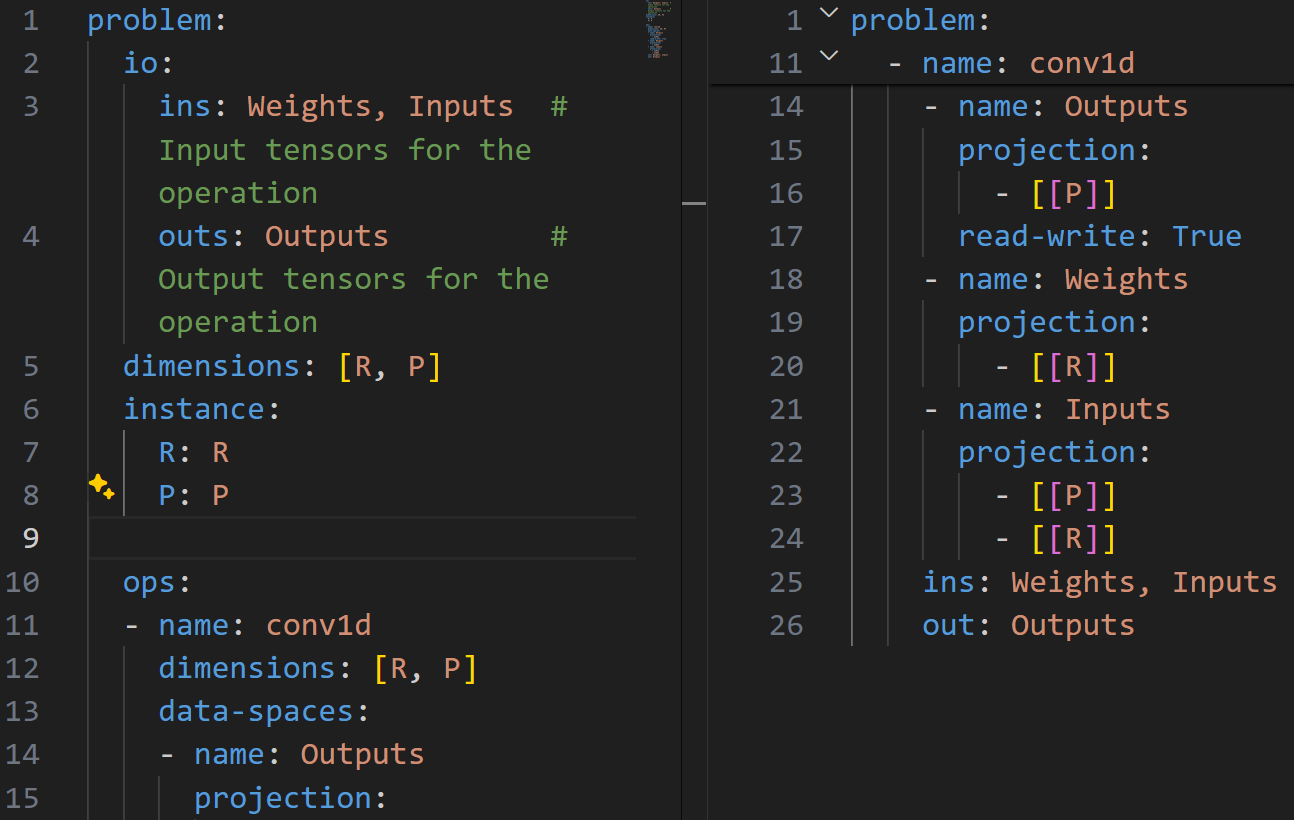 1 problem:
2 io:
3 ins: Weights, Inputs #
Input tensors for the
operation
4 outs: Outputs #
Output tensors for the
operation
5 dimensions: [R, P]
6 instance:
7 R: R
8 P: P
9
10 ops:
11 - name: conv1d
12 dimensions: [R, P]
13 data-spaces:
14 - name: Outputs
15 projection:
1 problem:
11 - name: conv1d
14 - name: Outputs
15 projection:
16 - [[P]]
17 read-write: True
18 - name: Weights
19 projection:
20 - [[R]]
21 - name: Inputs
22 projection:
23 - [[P]]
24 - [[R]]
25 ins: Weights, Inputs
26 out: Outputs